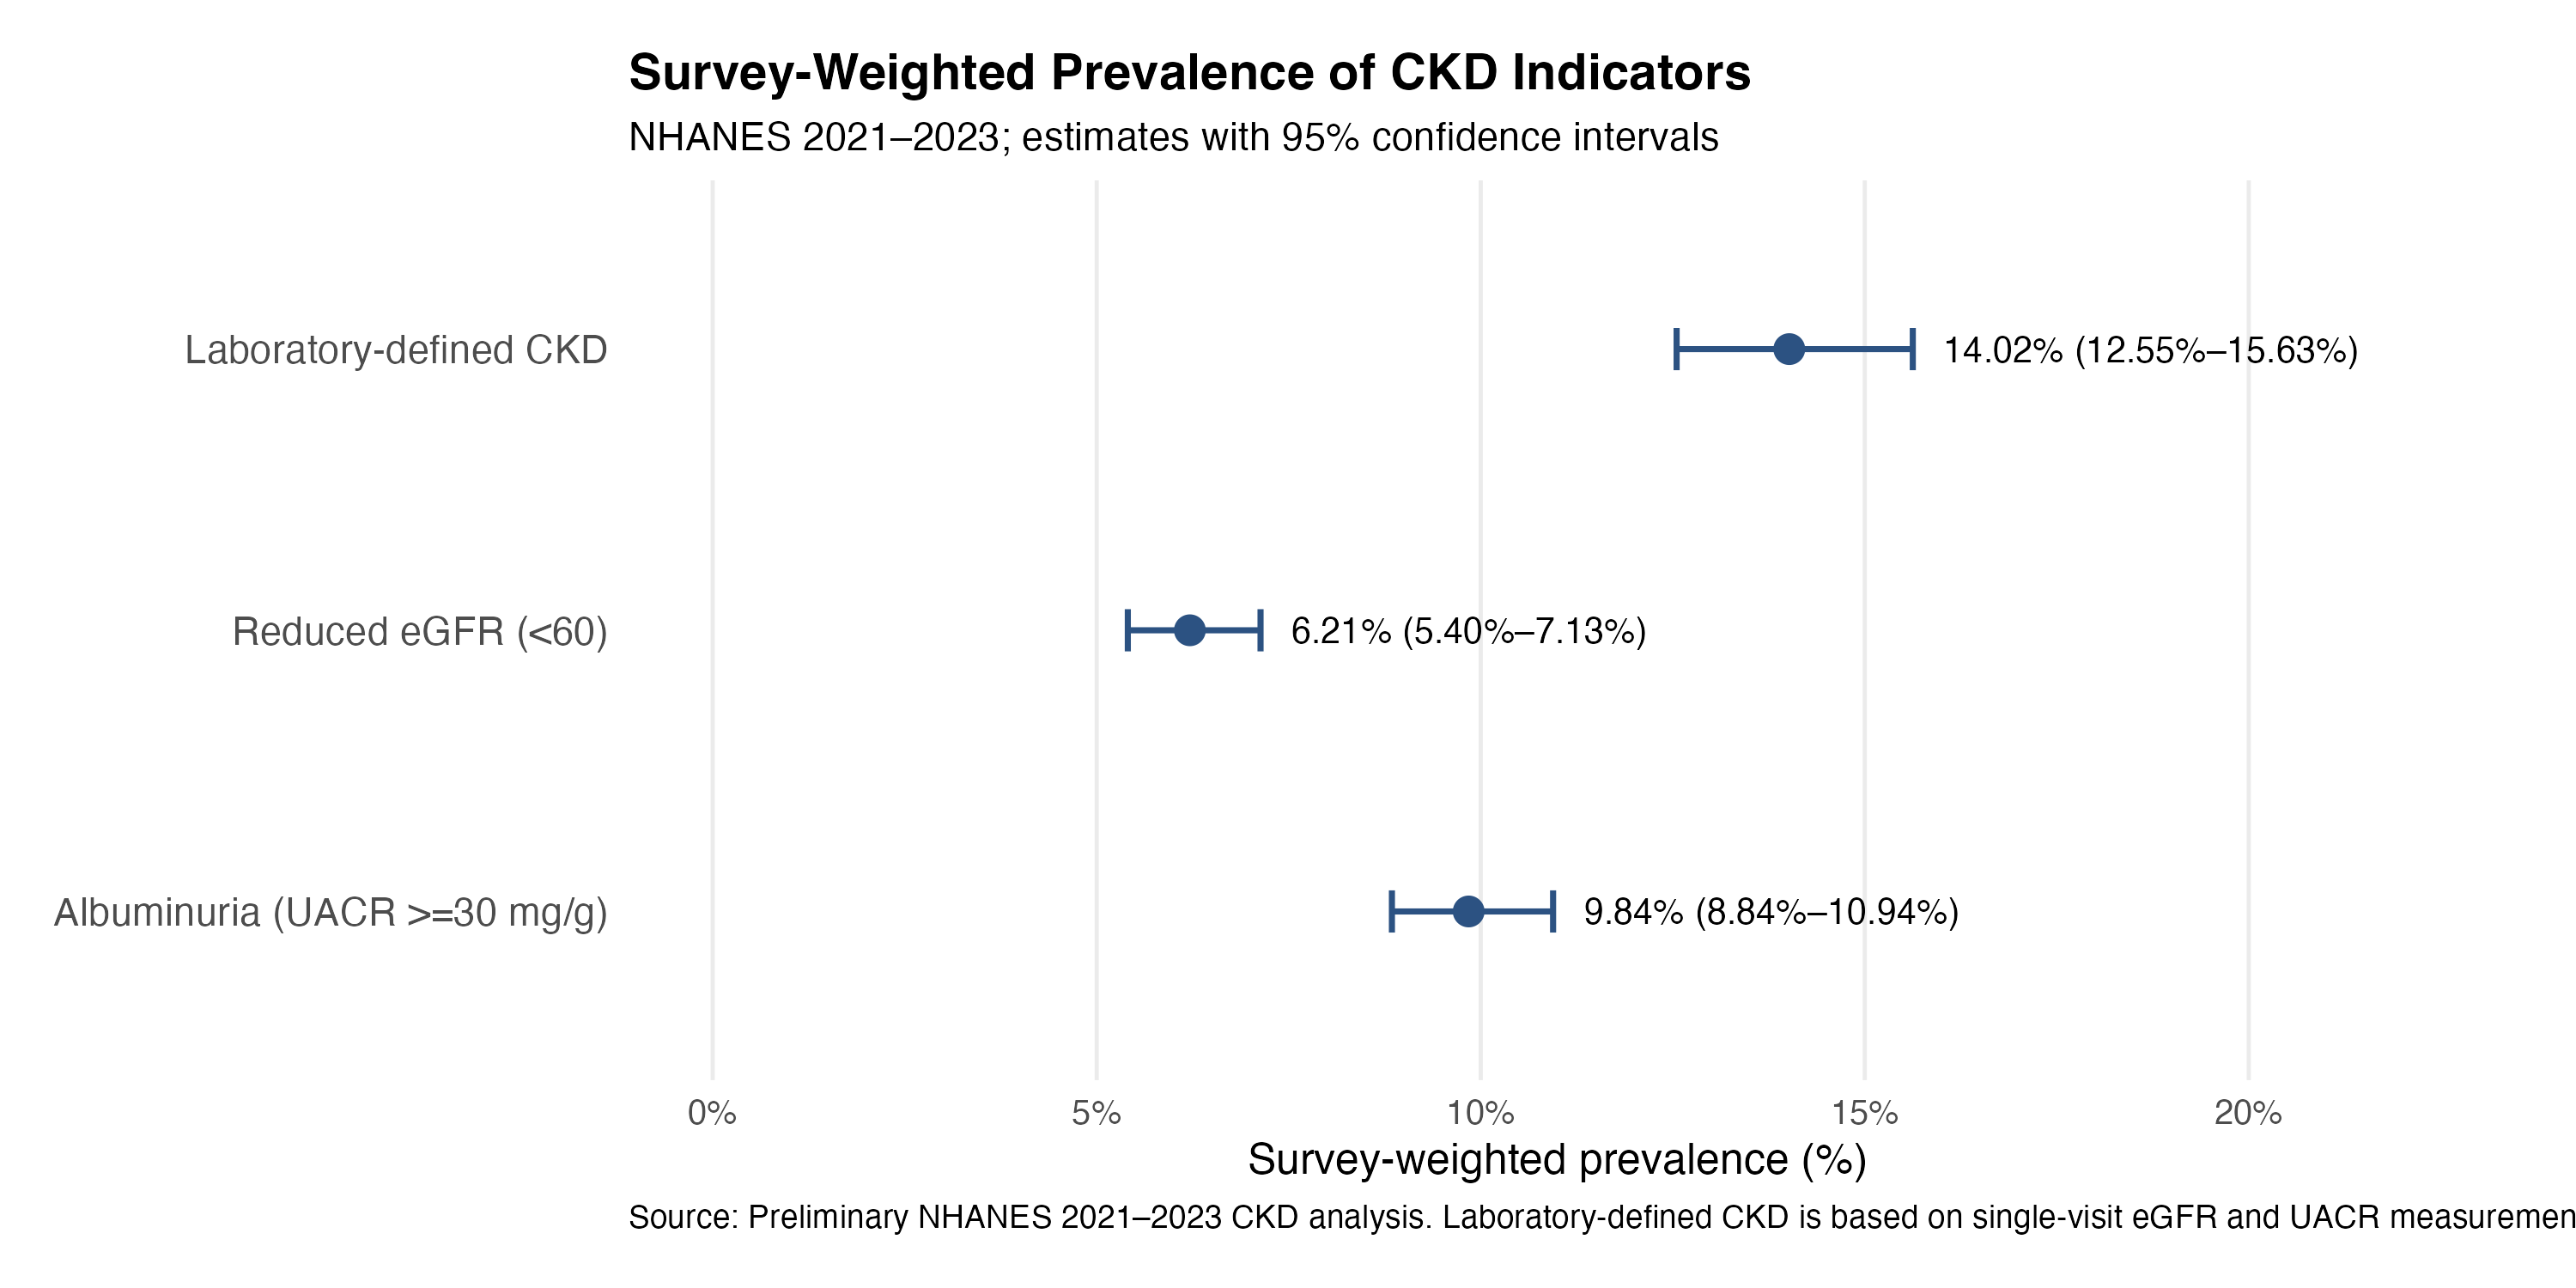 Survey-Weighted Prevalence of CKD Indicators
NHANES 2021–2023; estimates with 95% confidence intervals
Laboratory-defined CKD
14.02% (12.55%–15.63%)
Reduced eGFR (<60)
6.21% (5.40%–7.13%)
Albuminuria (UACR >=30 mg/g)
9.84% (8.84%–10.94%)
0% 5% 10% 15% 20%
Survey-weighted prevalence (%)
Source: Preliminary NHANES 2021–2023 CKD analysis. Laboratory-defined CKD is based on single-visit eGFR and UACR measuremen